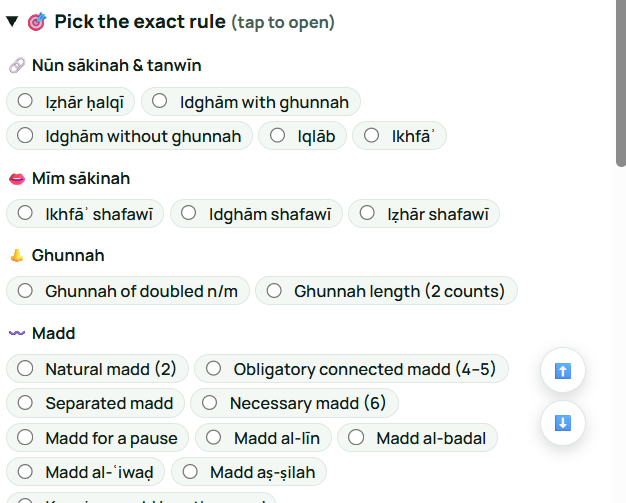 ▼ 🎯 Pick the exact rule (tap to open)
🔗 Nūn sākinah & tanwīn
Iẓhār ḥalqī Idghām with ghunnah
Idghām without ghunnah Iqlāb Ikhfāʾ
👄 Mīm sākinah
Ikhfāʾ shafawī Idghām shafawī Iẓhār shafawī
👃 Ghunnah
Ghunnah of doubled n/m Ghunnah length (2 counts)
〰️ Madd
Natural madd (2) Obligatory connected madd (4–5)
Separated madd Necessary madd (6)
Madd for a pause Madd al-līn Madd al-badal
Madd al-ʿiwaḍ Madd aṣ-ṣilah